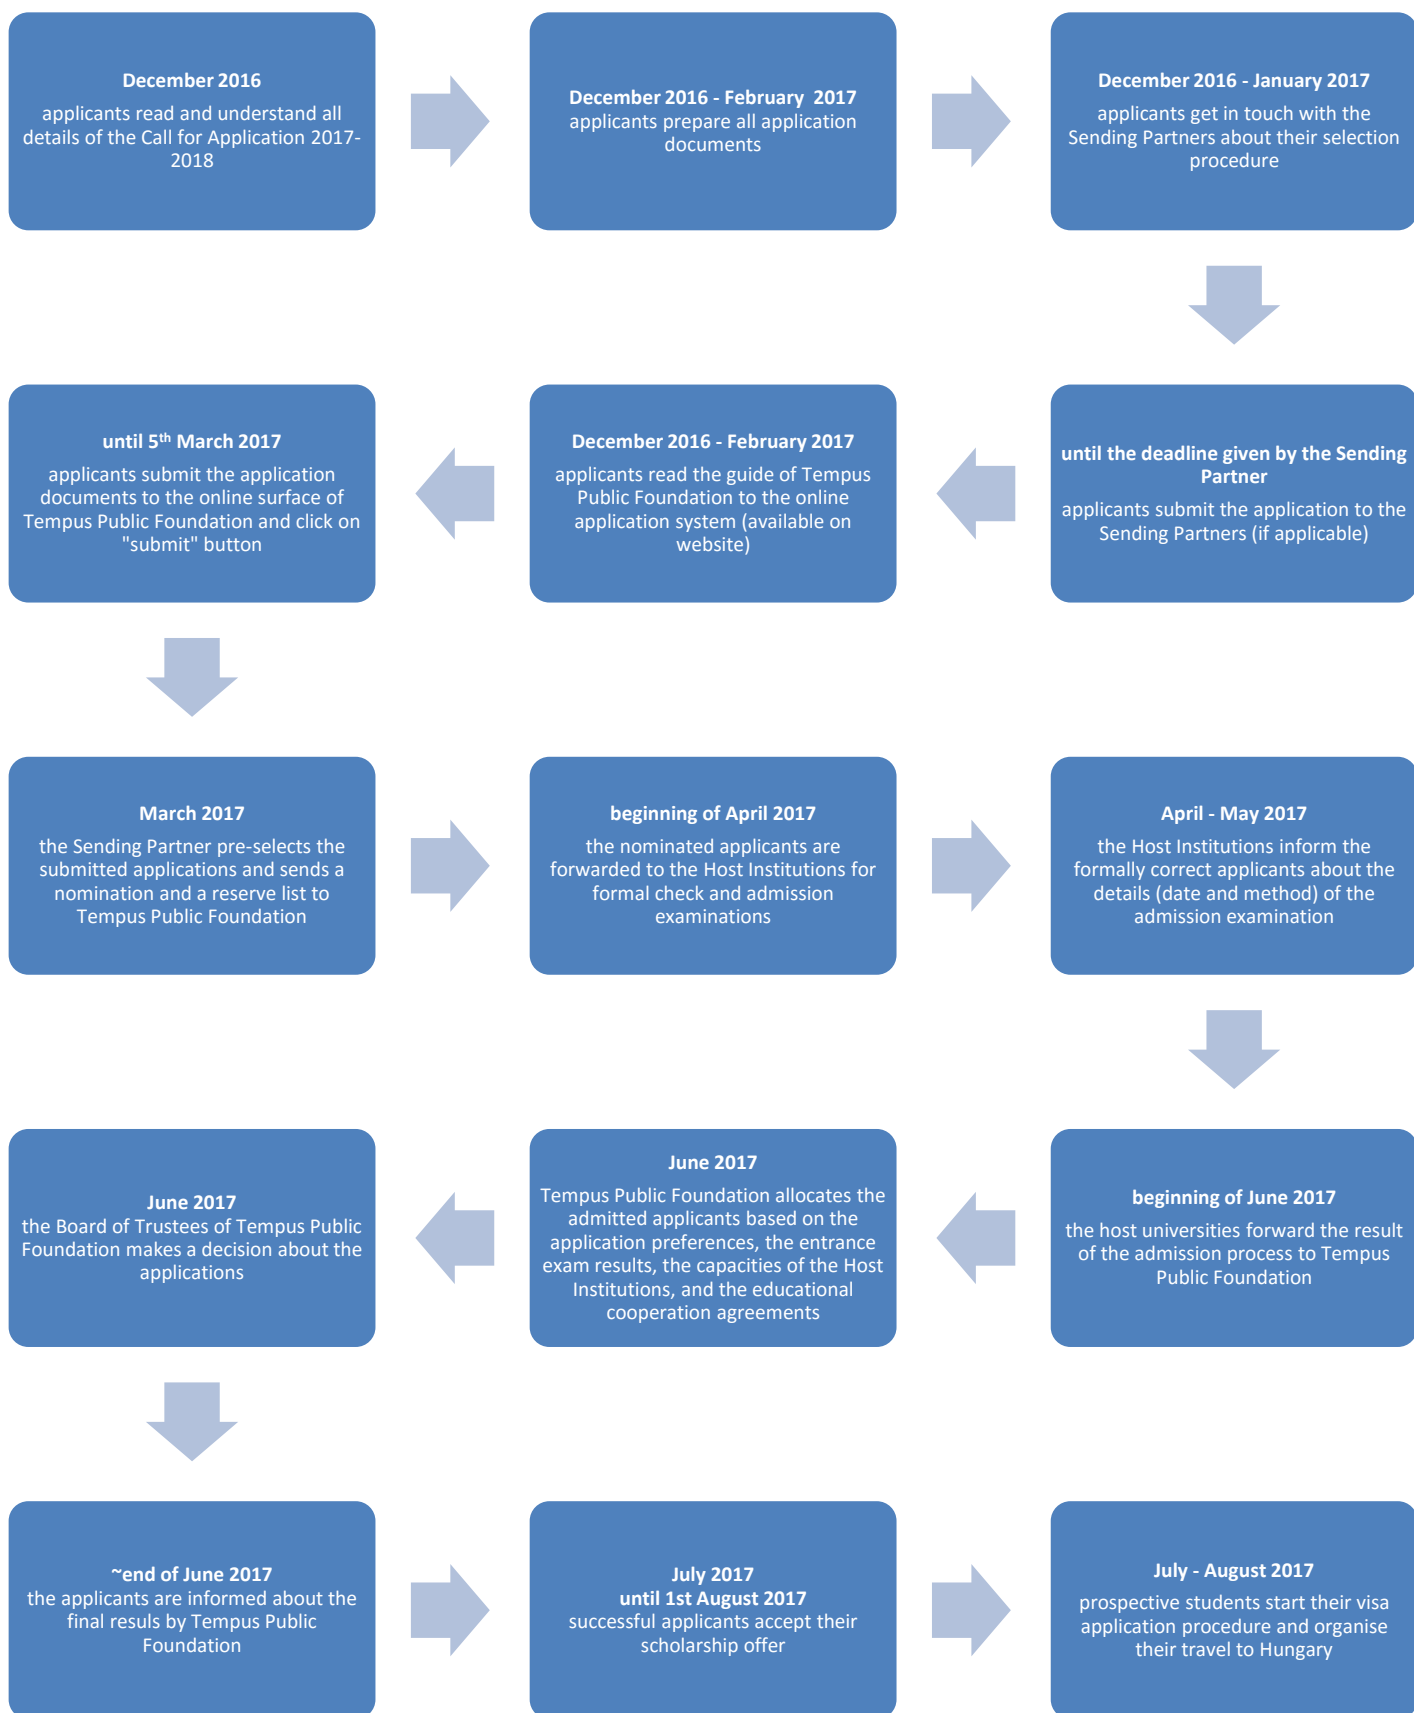 December 2016
applicants read and understand all
details of the Call for Application 2017-
2018
December 2016 - February  2017
applicants prepare all application
documents
December 2016 - January 2017
applicants get in touch with the
Sending Partners about their selection
procedure
until the deadline given by the Sending
Partner
applicants submit the application to the
Sending Partners (if applicable)
December 2016 - February 2017
applicants read the guide of Tempus
Public Foundation to the online
application system (available on
website)
until 5th March 2017
applicants submit the application
documents to the online surface of
Tempus Public Foundation and click on
"submit" button
March 2017
the Sending Partner pre-selects the
submitted applications and sends a
nomination and a reserve list to
Tempus Public Foundation
beginning of April 2017
the nominated applicants are
forwarded to the Host Institutions for
formal check and admission
examinations
April - May 2017
the Host Institutions inform the
formally correct applicants about the
details (date and method) of the
admission examination
beginning of June 2017
the host universities forward the result
of the admission process to Tempus
Public Foundation
June 2017
Tempus Public Foundation allocates the
admitted applicants based on the
application preferences, the entrance
exam results, the capacities of the Host
Institutions, and the educational
cooperation agreements
June 2017
the Board of Trustees of Tempus Public
Foundation makes a decision about the
applications
~end of June 2017
the applicants are informed about the
final resuls by Tempus Public
Foundation
July 2017
until 1st August 2017
successful applicants accept their
scholarship offer
July - August 2017
prospective students start their visa
application procedure and organise
their travel to Hungary